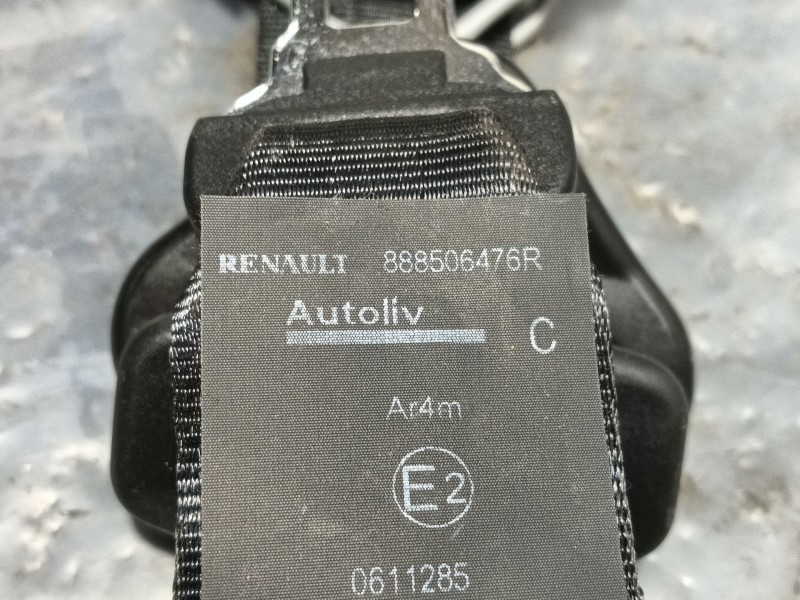 RENAULT 888506476R
Autoliv
C
Ar4m
E2
0611285